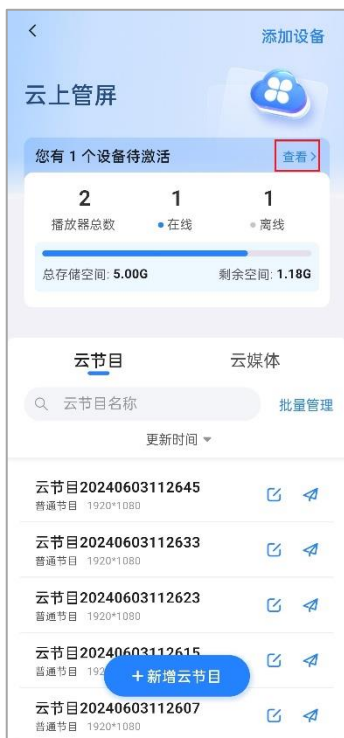 添加设备
云上管屏
您有 1 个设备待激活 查看>
2 1 1
播放器总数 在线 离线
总存储空间: 5.00G 剩余空间: 1.18G
云节目 云媒体
云节目名称 批量管理
更新时间
云节目20240603112645
普通节目 1920*1080
云节目20240603112633
普通节目 1920*1080
云节目20240603112623
普通节目 1920*1080
云节目20240603112615
普通节目 192
+新增云节目
云节目20240603112607
普通节目 1920*1080